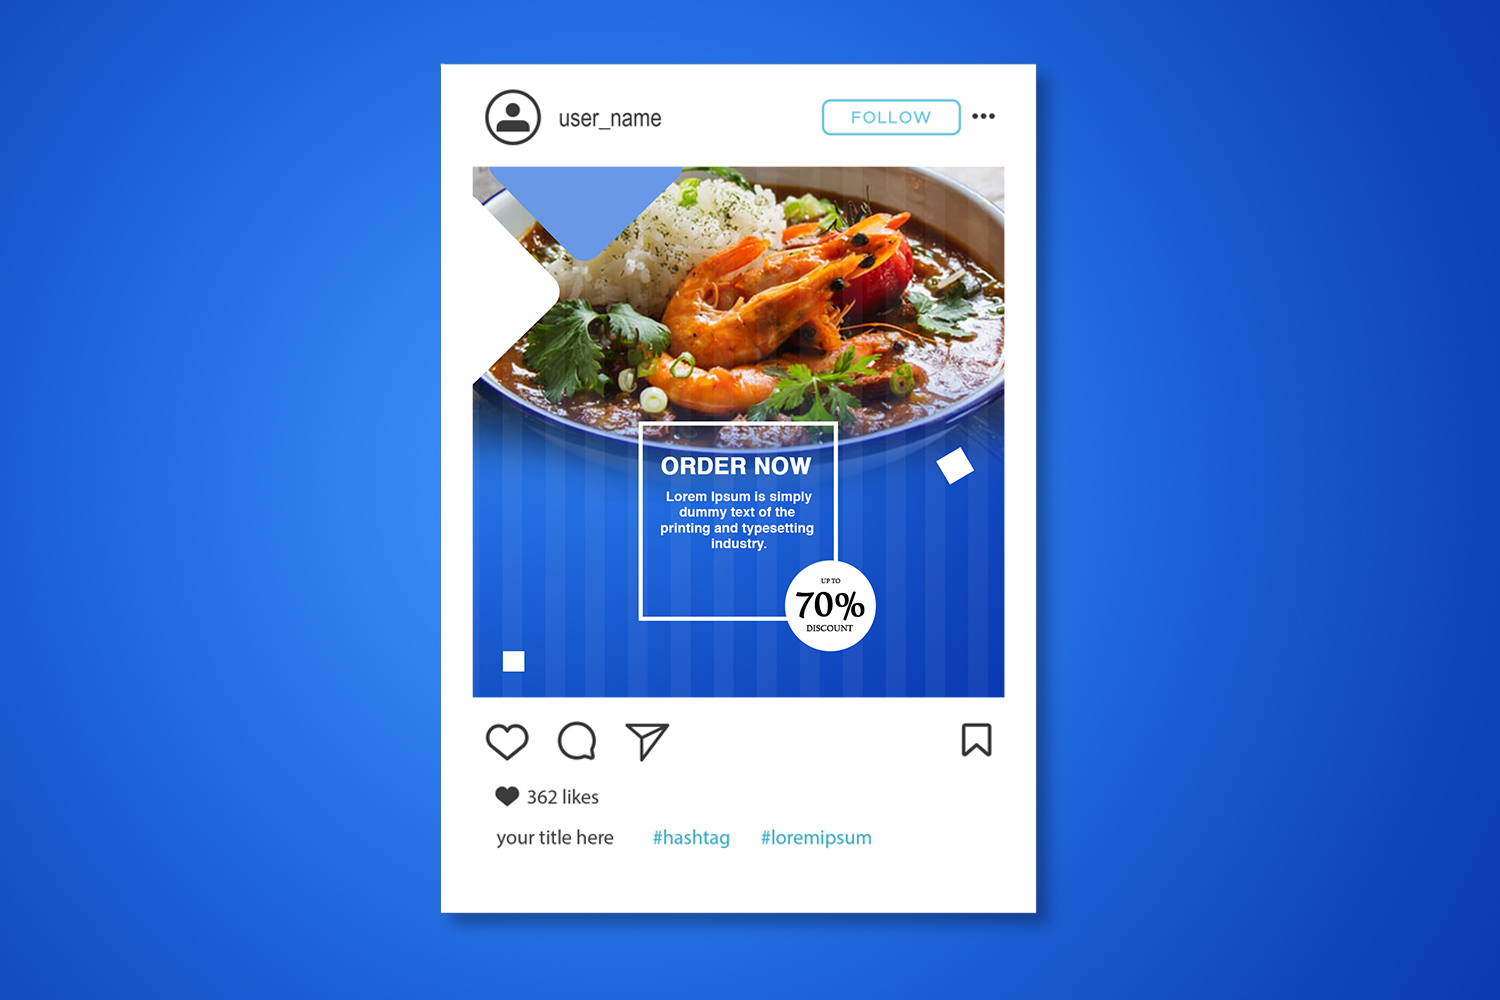 user_name
FOLLOW
ORDER NOW
Lorem Ipsum is simply
dummy text of the
printing and typesetting
industry.
UP TO
70%
DISCOUNT
362 likes
your title here #hashtag #loremipsum